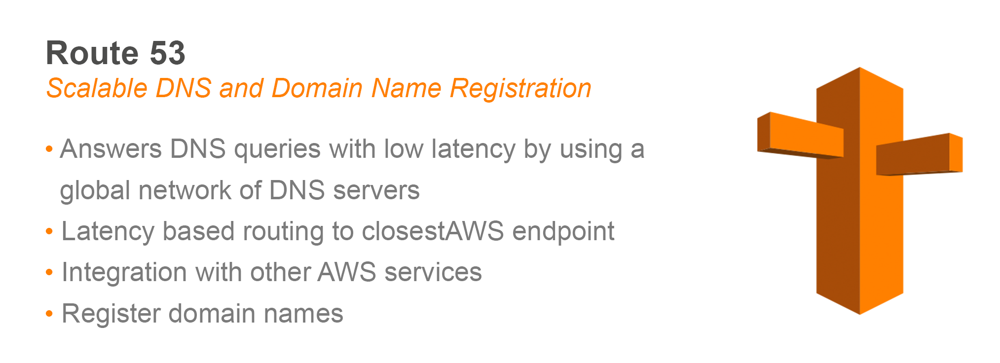 Route 53
Scalable DNS and Domain Name Registration
• Answers DNS queries with low latency by using a
global network of DNS servers
• Latency based routing to closestAWS endpoint
• Integration with other AWS services
• Register domain names